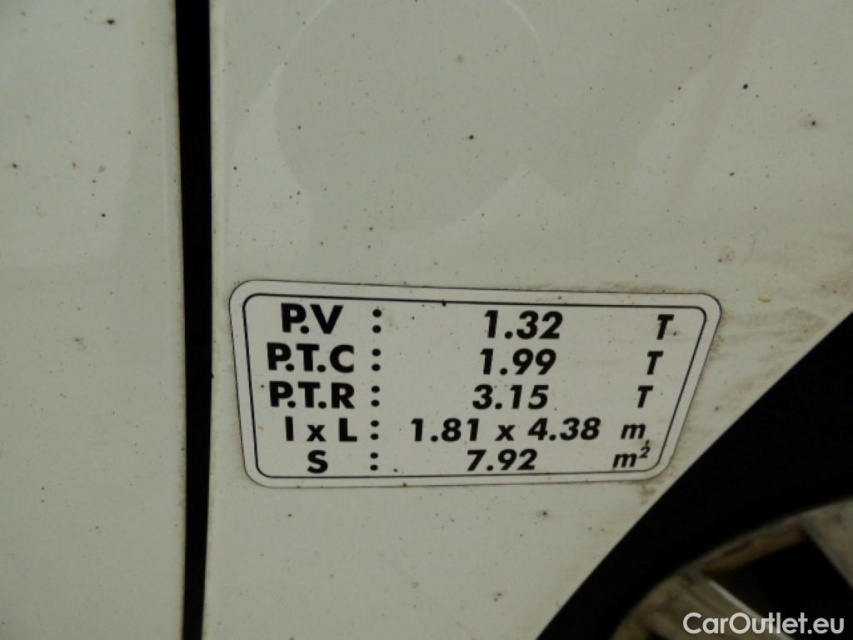 P.V : 1.32 T
P.T.C : 1.99 T
P.T.R : 3.15 T
l x L : 1.81 x 4.38 m
S : 7.92 m²
CarOutlet.eu